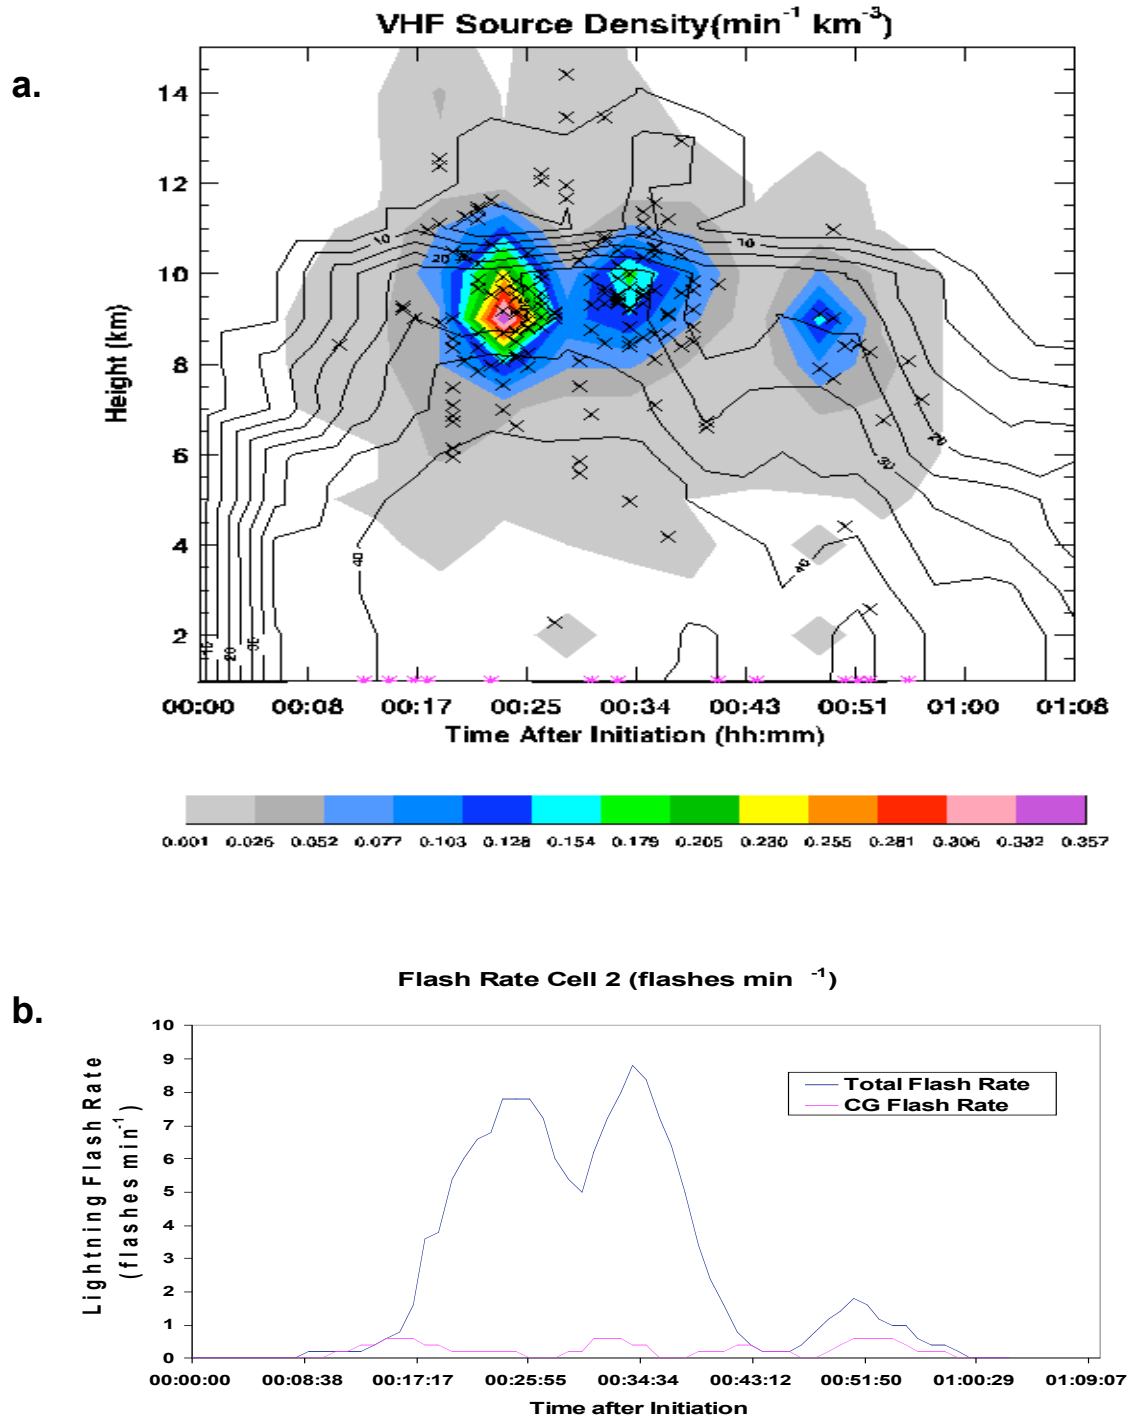 VHF Source Density(min-1 km-3)
a.
14
12
10
8
6
4
2
Height (km)
10
20
10
20
30
40
40
10
20
30
00:00 00:08 00:17 00:25 00:34 00:43 00:51 01:00 01:08
Time After Initiation (hh:mm)
0.001 0.026 0.052 0.077 0.103 0.128 0.154 0.179 0.205 0.230 0.255 0.281 0.306 0.332 0.357
Flash Rate Cell 2 (flashes min -1)
b.
10
9
8
7
6
5
4
3
2
1
0
Lightning Flash Rate
(flashes min-1)
Total Flash Rate
CG Flash Rate
00:00:00 00:08:38 00:17:17 00:25:55 00:34:34 00:43:12 00:51:50 01:00:29 01:09:07
Time after Initiation